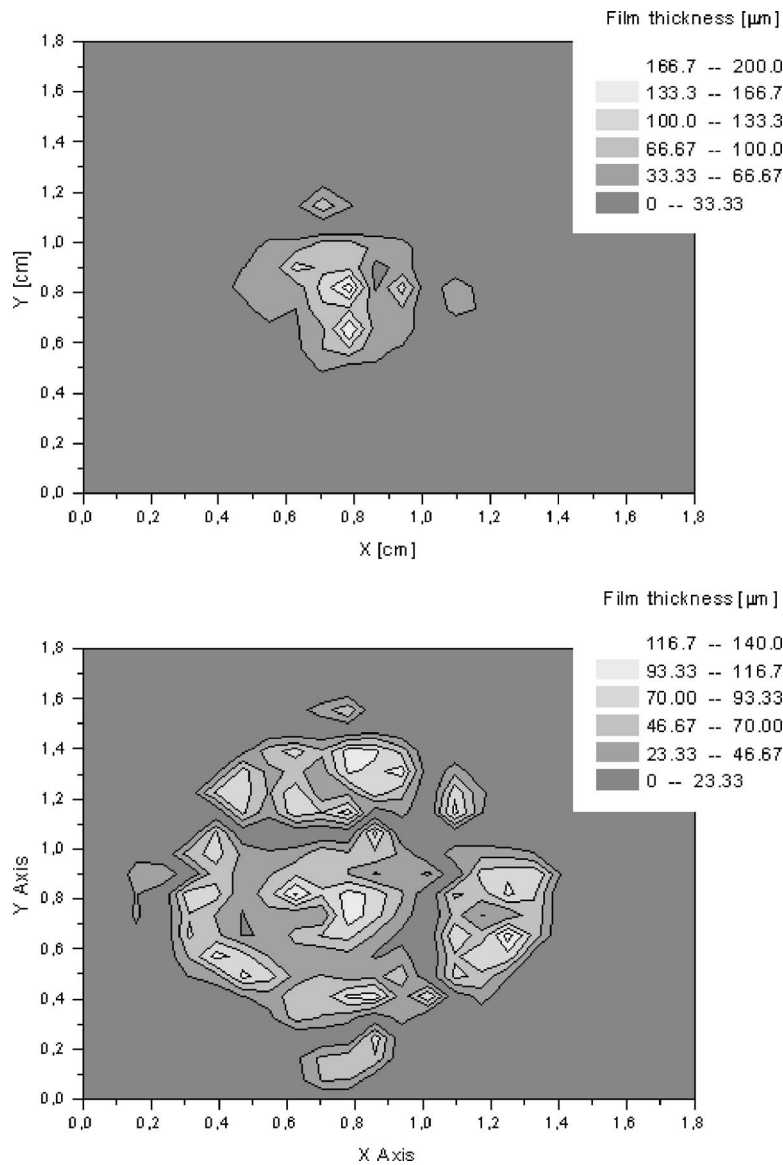 Film thickness [µm]
166.7 -- 200.0
133.3 -- 166.7
100.0 -- 133.3
66.67 -- 100.0
33.33 -- 66.67
0 -- 33.33
1,8
1,6
1,4
1,2
1,0
0,8
0,6
0,4
0,2
0,0
Y [cm]
0,0 0,2 0,4 0,6 0,8 1,0 1,2 1,4 1,6 1,8
X [cm]
Film thickness [µm]
116.7 -- 140.0
93.33 -- 116.7
70.00 -- 93.33
46.67 -- 70.00
23.33 -- 46.67
0 -- 23.33
1,8
1,6
1,4
1,2
1,0
0,8
0,6
0,4
0,2
0,0
Y Axis
0,0 0,2 0,4 0,6 0,8 1,0 1,2 1,4 1,6 1,8
X Axis